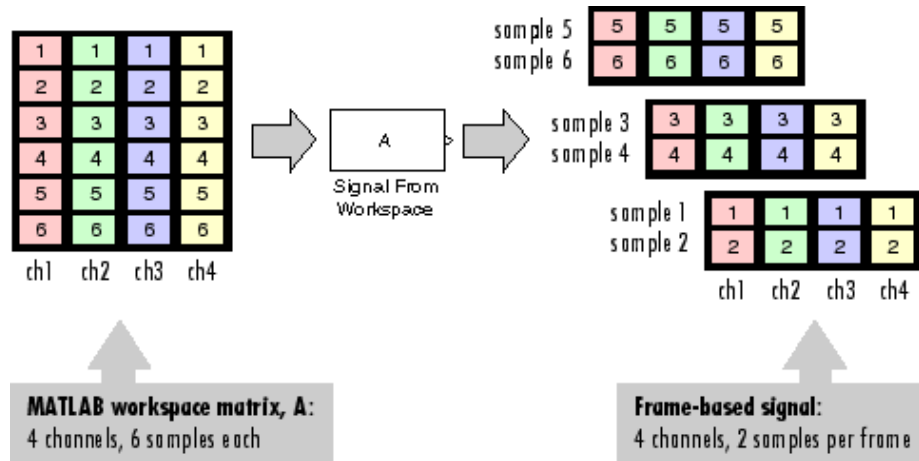 1 1 1 1
2 2 2 2
3 3 3 3
4 4 4 4
5 5 5 5
6 6 6 6
ch1 ch2 ch3 ch4
A
Signal From
Workspace
sample 5 5 5 5 5
sample 6 6 6 6 6
sample 3 3 3 3 3
sample 4 4 4 4 4
sample 1 1 1 1 1
sample 2 2 2 2 2
ch1 ch2 ch3 ch4
MATLAB workspace matrix, A:
4 channels, 6 samples each
Frame-based signal:
4 channels, 2 samples per frame